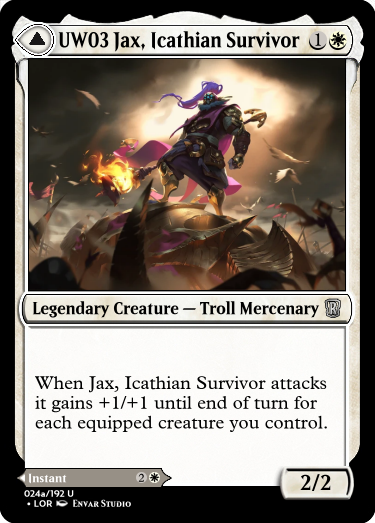 UW03 Jax, Icathian Survivor 1
Legendary Creature — Troll Mercenary
When Jax, Icathian Survivor attacks
it gains +1/+1 until end of turn for
each equipped creature you control.
Instant 2
2/2
024a/192 U
• LOR Envar Studio